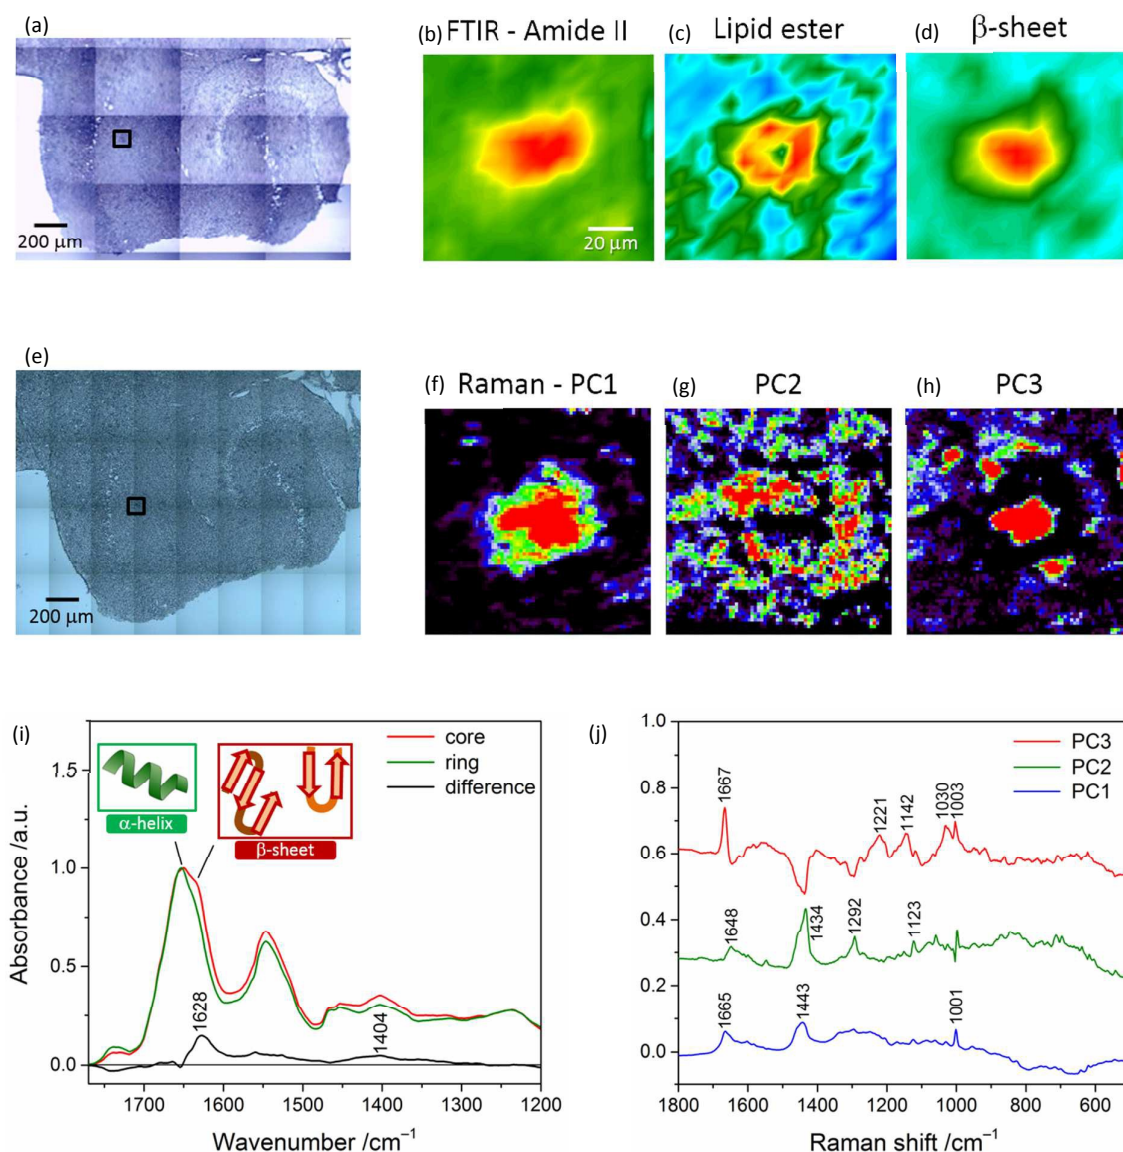 (a)
200 μm
(b) FTIR - Amide II
20 μm
(c) Lipid ester
(d) β-sheet
(e)
200 μm
(f) Raman - PC1
(g) PC2
(h) PC3
(i)
core
ring
difference
α-helix
β-sheet
1628
1404
Absorbance /a.u.
1.5
1.0
0.5
0.0
1700 1600 1500 1400 1300 1200
Wavenumber /cm⁻¹
(j)
PC3
PC2
PC1
1667
1221
1142
1030
1003
1648
1434
1292
1123
1665
1443
1001
1.0
0.8
0.6
0.4
0.2
0.0
1800 1600 1400 1200 1000 800 600
Raman shift /cm⁻¹